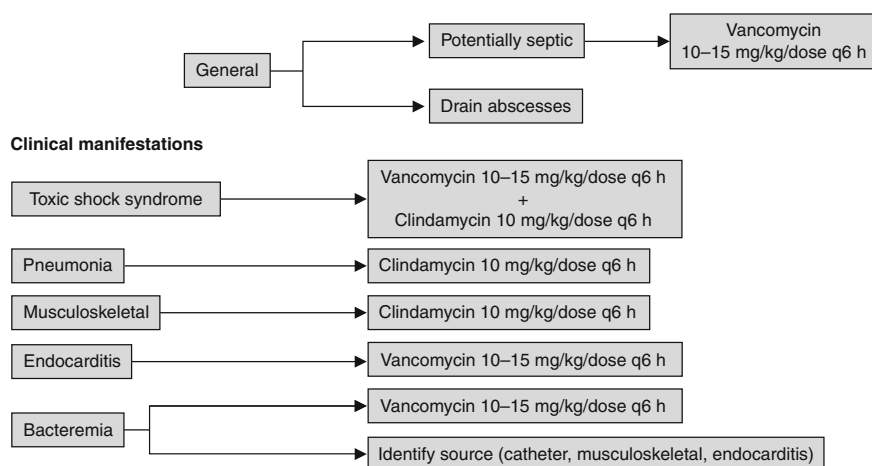 General
Potentially septic
Vancomycin
10–15 mg/kg/dose q6 h
Drain abscesses
Clinical manifestations
Toxic shock syndrome
Vancomycin 10–15 mg/kg/dose q6 h
+
Clindamycin 10 mg/kg/dose q6 h
Pneumonia
Clindamycin 10 mg/kg/dose q6 h
Musculoskeletal
Clindamycin 10 mg/kg/dose q6 h
Endocarditis
Vancomycin 10–15 mg/kg/dose q6 h
Bacteremia
Vancomycin 10–15 mg/kg/dose q6 h
Identify source (catheter, musculoskeletal, endocarditis)